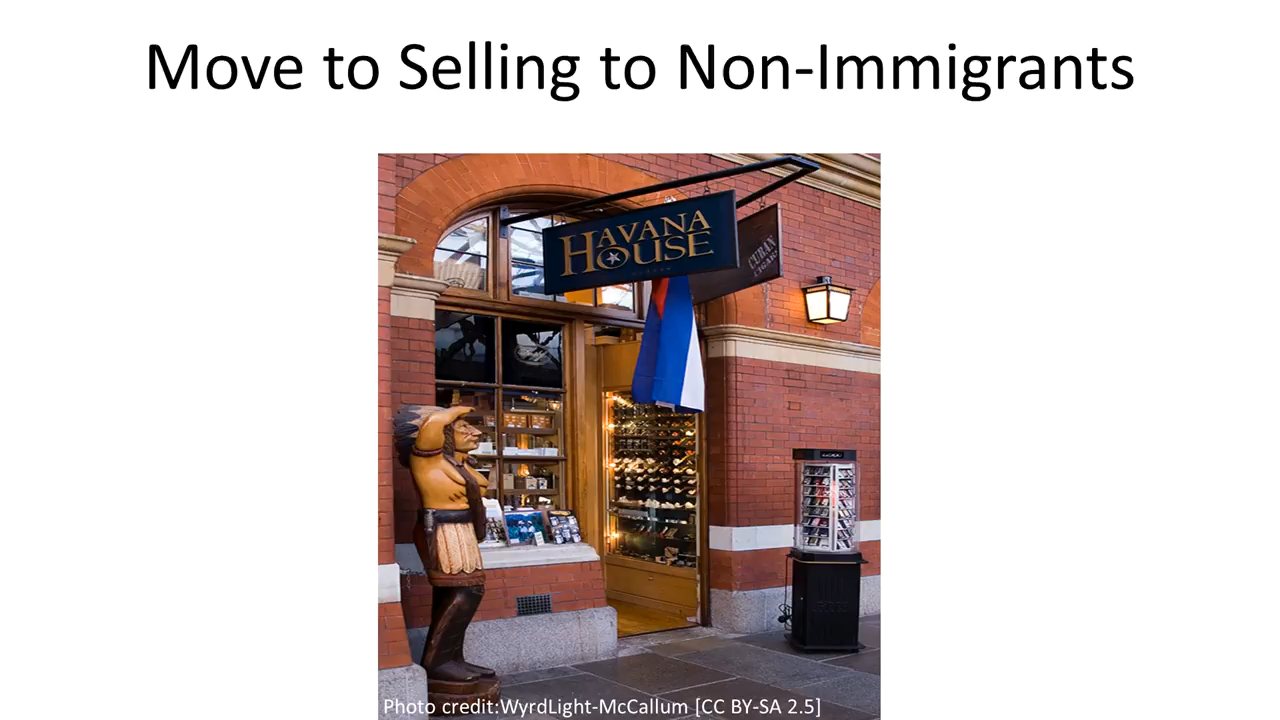 Move to Selling to Non-Immigrants
HAVANA
HOUSE
CUBAN
CIGARS
Photo credit:WyrdLight-McCallum [CC BY-SA 2.5]